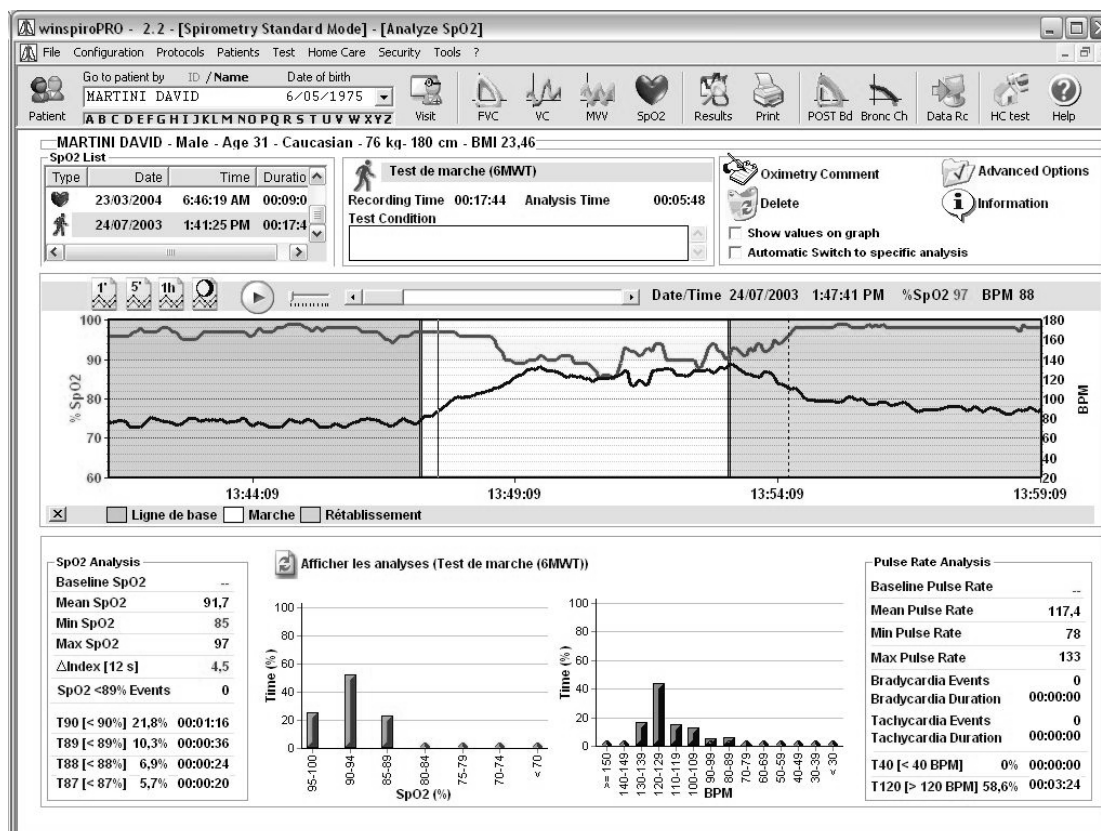 winspiroPRO - 2.2 - [Spirometry Standard Mode] - [Analyze SpO2]
File Configuration Protocols Patients Test Home Care Security Tools ?
Go to patient by ID / Name Date of birth
MARTINI DAVID 6/05/1975
A B C D E F G H I J K L M N O P Q R S T U V W X Y Z
Patient Visit FVC VC MVV SpO2 Results Print POST Bd Bronc Ch Data Rc HC test Help
MARTINI DAVID - Male - Age 31 - Caucasian - 76 kg- 180 cm - BMI 23,46
SpO2 List
Type Date Time Duratio
23/03/2004 6:46:19 AM 00:09:0
24/07/2003 1:41:25 PM 00:17:4
Test de marche (6MWT)
Recording Time 00:17:44 Analysis Time 00:05:48
Test Condition
Oximetry Comment
Advanced Options
Delete
Information
Show values on graph
Automatic Switch to specific analysis
1' 5' 1h
Date/Time 24/07/2003 1:47:41 PM %SpO2 97 BPM 88
100
90
80
70
60
% SpO2
180
160
140
120
100
80
60
40
20
BPM
13:44:09 13:49:09 13:54:09 13:59:09
Ligne de base Marche Rétablissement
SpO2 Analysis
Baseline SpO2 --
Mean SpO2 91,7
Min SpO2 85
Max SpO2 97
△Index [12 s] 4,5
SpO2 <89% Events 0
T90 [< 90%] 21,8% 00:01:16
T89 [< 89%] 10,3% 00:00:36
T88 [< 88%] 6,9% 00:00:24
T87 [< 87%] 5,7% 00:00:20
Afficher les analyses (Test de marche (6MWT))
100
80
60
40
20
0
Time (%)
95-100 90-94 85-89 80-84 75-79 70-74 < 70
SpO2 (%)
100
80
60
40
20
0
Time (%)
>= 150 140-149 130-139 120-129 110-119 100-109 90-99 80-89 70-79 60-69 50-59 40-49 30-39 < 30
BPM
Pulse Rate Analysis
Baseline Pulse Rate --
Mean Pulse Rate 117,4
Min Pulse Rate 78
Max Pulse Rate 133
Bradycardia Events 0
Bradycardia Duration 00:00:00
Tachycardia Events 0
Tachycardia Duration 00:00:00
T40 [< 40 BPM] 0% 00:00:00
T120 [> 120 BPM] 58,6% 00:03:24